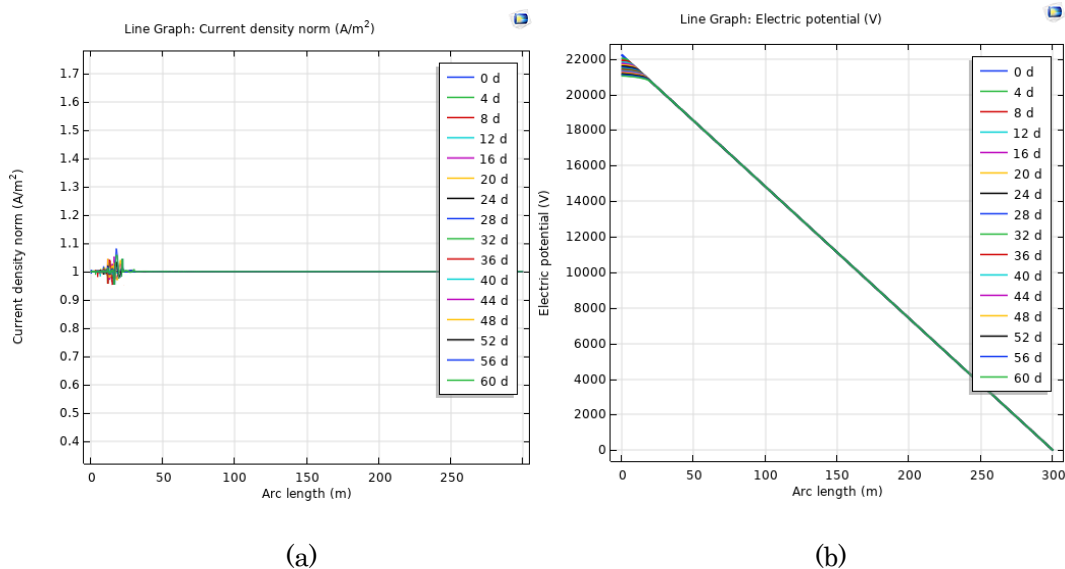 Line Graph: Current density norm (A/m²)
Current density norm (A/m²)
1.7
1.6
1.5
1.4
1.3
1.2
1.1
1
0.9
0.8
0.7
0.6
0.5
0.4
0 d
4 d
8 d
12 d
16 d
20 d
24 d
28 d
32 d
36 d
40 d
44 d
48 d
52 d
56 d
60 d
0 50 100 150 200 250
Arc length (m)
(a)
Line Graph: Electric potential (V)
Electric potential (V)
22000
20000
18000
16000
14000
12000
10000
8000
6000
4000
2000
0
0 d
4 d
8 d
12 d
16 d
20 d
24 d
28 d
32 d
36 d
40 d
44 d
48 d
52 d
56 d
60 d
0 50 100 150 200 250 300
Arc length (m)
(b)